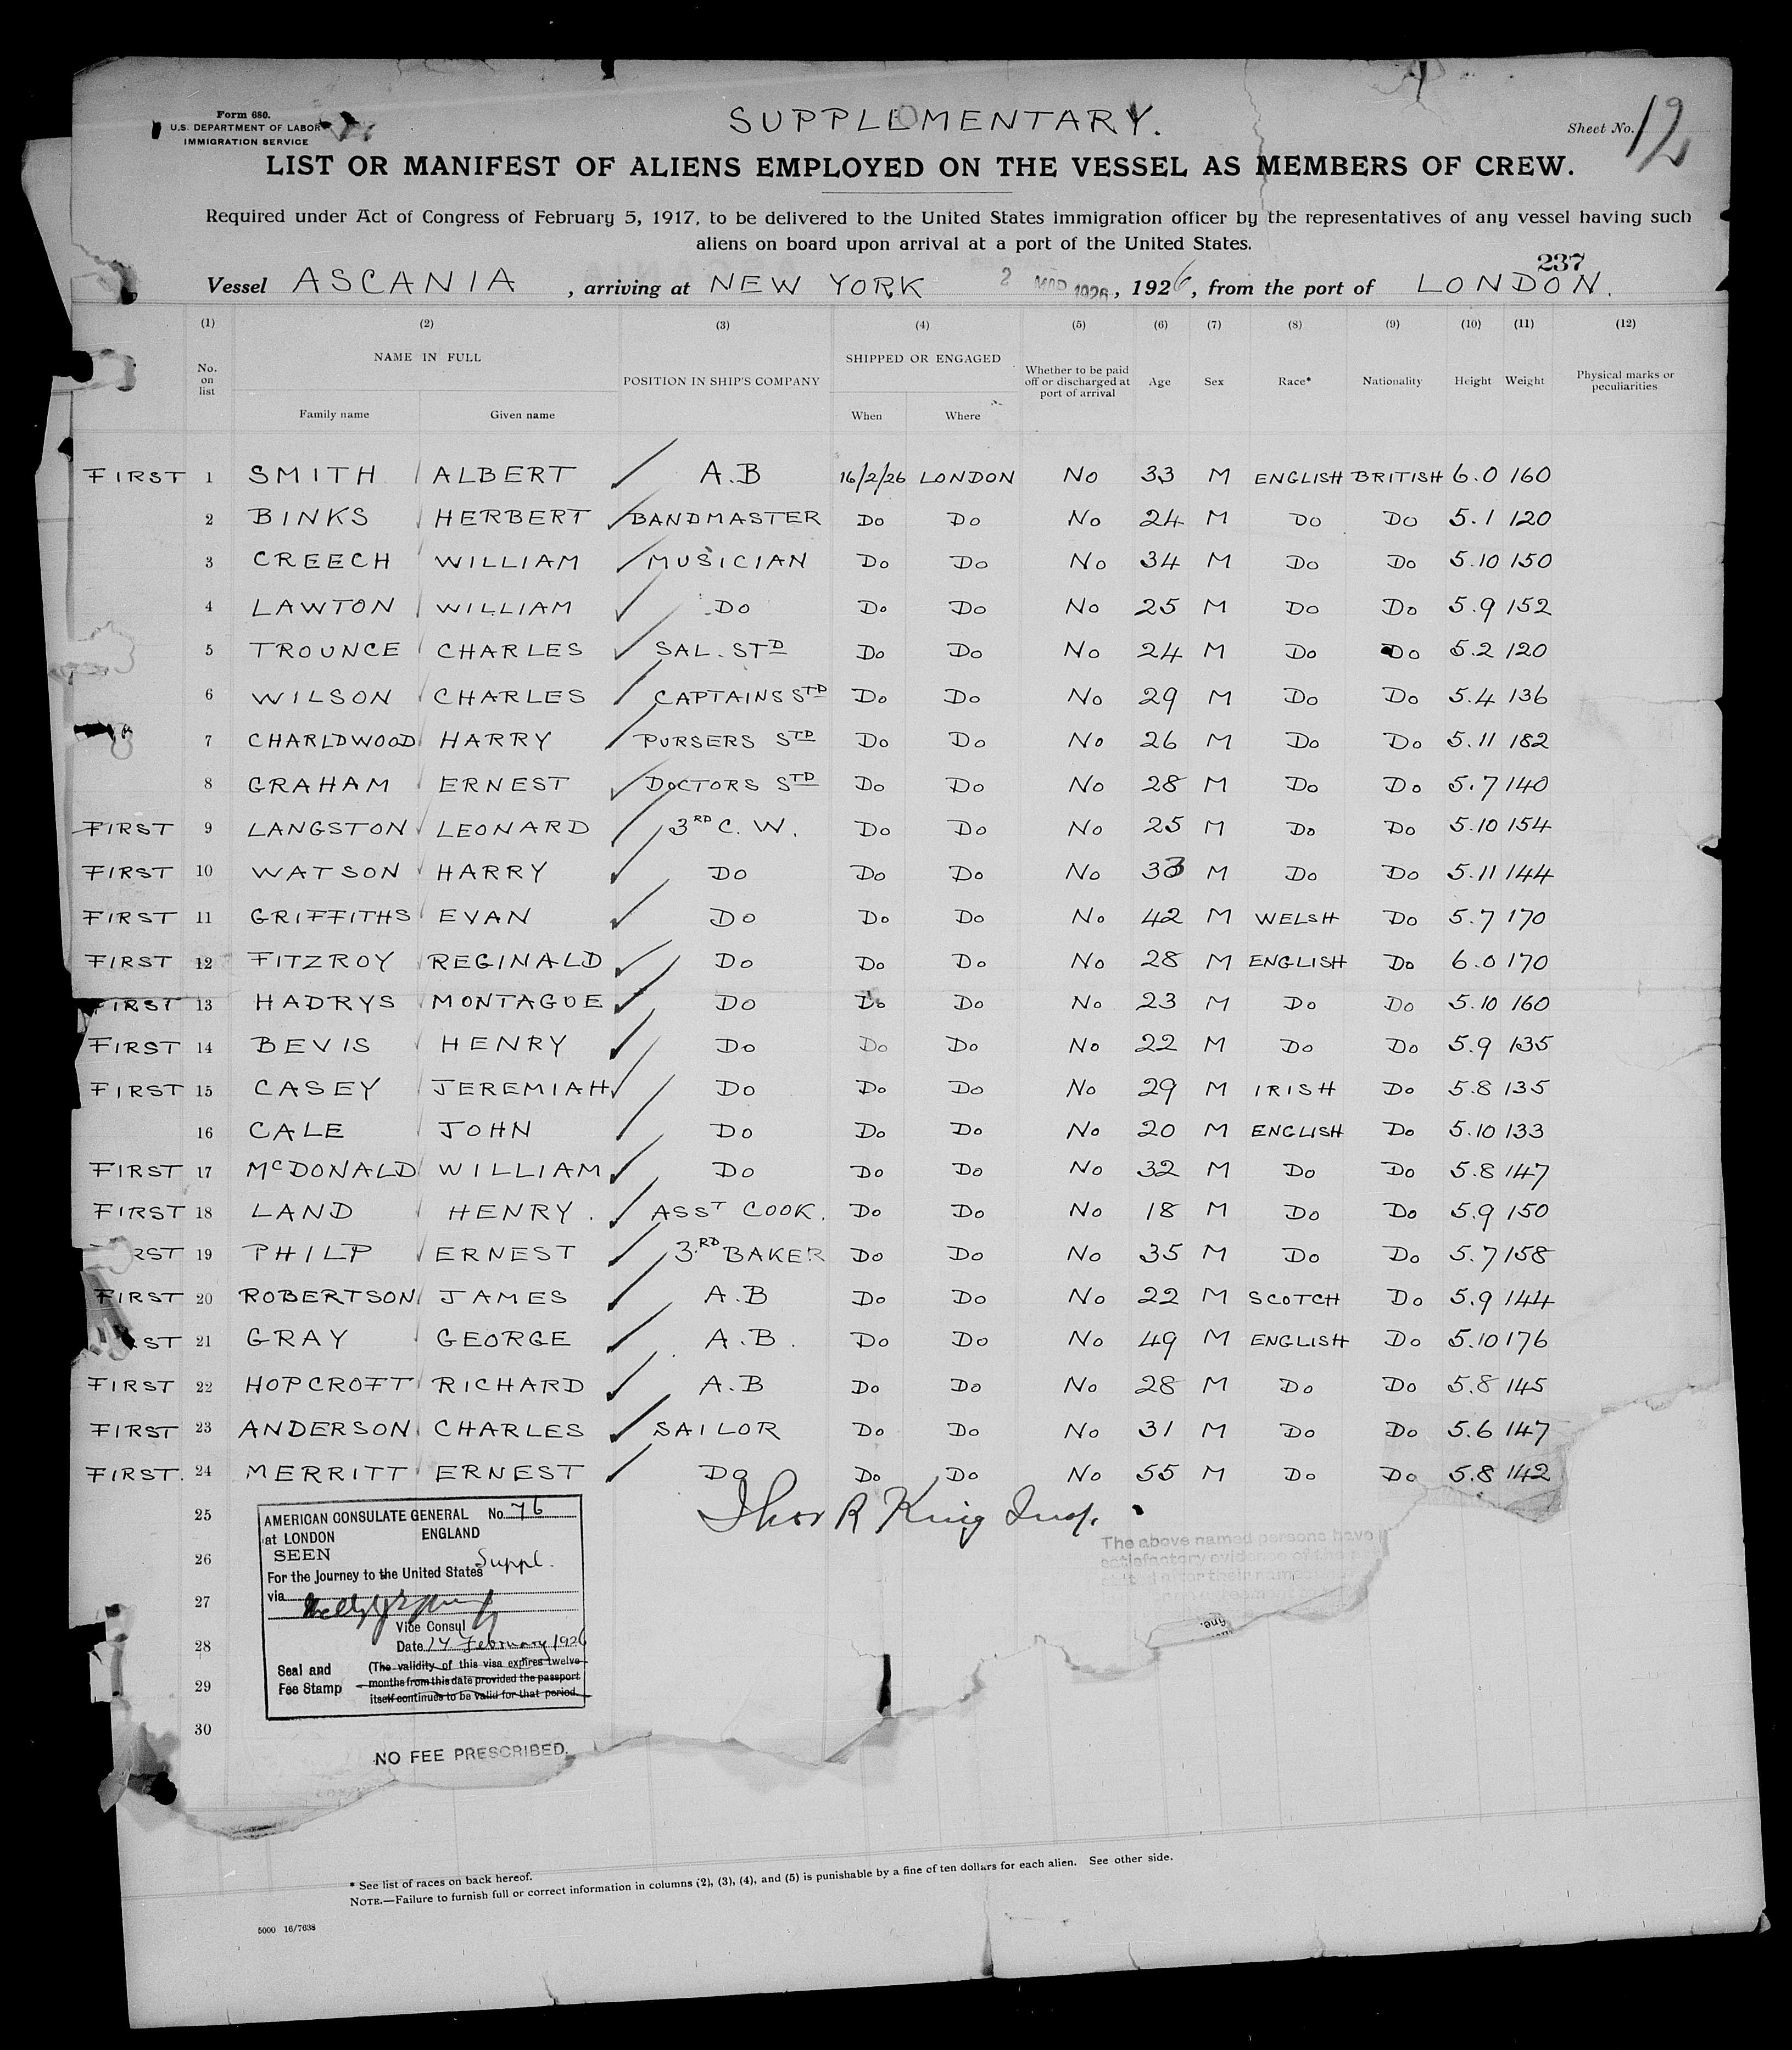 Form 680.
U.S. DEPARTMENT OF LABOR
IMMIGRATION SERVICE
SUPPLEMENTARY.
Sheet No. 12
LIST OR MANIFEST OF ALIENS EMPLOYED ON THE VESSEL AS MEMBERS OF CREW.
Required under Act of Congress of February 5, 1917, to be delivered to the United States immigration officer by the representatives of any vessel having such
aliens on board upon arrival at a port of the United States.
237
Vessel ASCANIA, arriving at NEW YORK 2 MAR 1926, 1926, from the port of LONDON.
(1) (2) (3) (4) (5) (6) (7) (8) (9) (10) (11) (12)
No. on list NAME IN FULL Family name Given name POSITION IN SHIP'S COMPANY SHIPPED OR ENGAGED When Where Whether to be paid off or discharged at port of arrival Age Sex Race* Nationality Height Weight Physical marks or peculiarities
FIRST 1 SMITH ALBERT A.B 16/2/26 LONDON No 33 M ENGLISH BRITISH 6.0 160
2 BINKS HERBERT BANDMASTER Do Do No 24 M Do Do 5.1 120
3 CREECH WILLIAM MUSICIAN Do Do No 34 M Do Do 5.10 150
4 LAWTON WILLIAM Do Do Do No 25 M Do Do 5.9 152
5 TROUNCE CHARLES SAL. STD Do Do No 24 M Do Do 5.2 120
6 WILSON CHARLES CAPTAINS STD Do Do No 29 M Do Do 5.4 136
7 CHARLDWOOD HARRY PURSERS STD Do Do No 26 M Do Do 5.11 182
8 GRAHAM ERNEST DOCTORS STD Do Do No 28 M Do Do 5.7 140
FIRST 9 LANGSTON LEONARD 3RD C. W. Do Do No 25 M Do Do 5.10 154
FIRST 10 WATSON HARRY Do Do Do No 33 M Do Do 5.11 144
FIRST 11 GRIFFITHS EVAN Do Do Do No 42 M WELSH Do 5.7 170
FIRST 12 FITZROY REGINALD Do Do Do No 28 M ENGLISH Do 6.0 170
FIRST 13 HADRYS MONTAGUE Do Do Do No 23 M Do Do 5.10 160
FIRST 14 BEVIS HENRY Do Do Do No 22 M Do Do 5.9 135
FIRST 15 CASEY JEREMIAH Do Do Do No 29 M IRISH Do 5.8 135
16 CALE JOHN Do Do Do No 20 M ENGLISH Do 5.10 133
FIRST 17 McDONALD WILLIAM Do Do Do No 32 M Do Do 5.8 147
FIRST 18 LAND HENRY. ASST COOK. Do Do No 18 M Do Do 5.9 150
RST 19 PHILP ERNEST 3.RD BAKER Do Do No 35 M Do Do 5.7 158
FIRST 20 ROBERTSON JAMES A.B Do Do No 22 M SCOTCH Do 5.9 144
ST 21 GRAY GEORGE A.B. Do Do No 49 M ENGLISH Do 5.10 176
FIRST 22 HOPCROFT RICHARD A.B Do Do No 28 M Do Do 5.8 145
FIRST 23 ANDERSON CHARLES SAILOR Do Do No 31 M Do Do 5.6 147
FIRST. 24 MERRITT ERNEST Do Do Do No 55 M Do Do 5.8 142
25
26
27
28
29
30
R King Insp.
AMERICAN CONSULATE GENERAL No. 76
at LONDON ENGLAND
SEEN Suppl.
For the Journey to the United States
via
Vice Consul
Date 17 February 1926
Seal and Fee Stamp
(The validity of this visa expires twelve
months from this date provided the passport
itself continues to be valid for that period.
NO FEE PRESCRIBED.
The above named persons have
satisfactory evidence of the
* See list of races on back hereof.
NOTE.—Failure to furnish full or correct information in columns (2), (3), (4), and (5) is punishable by a fine of ten dollars for each alien. See other side.
5000 16/7638